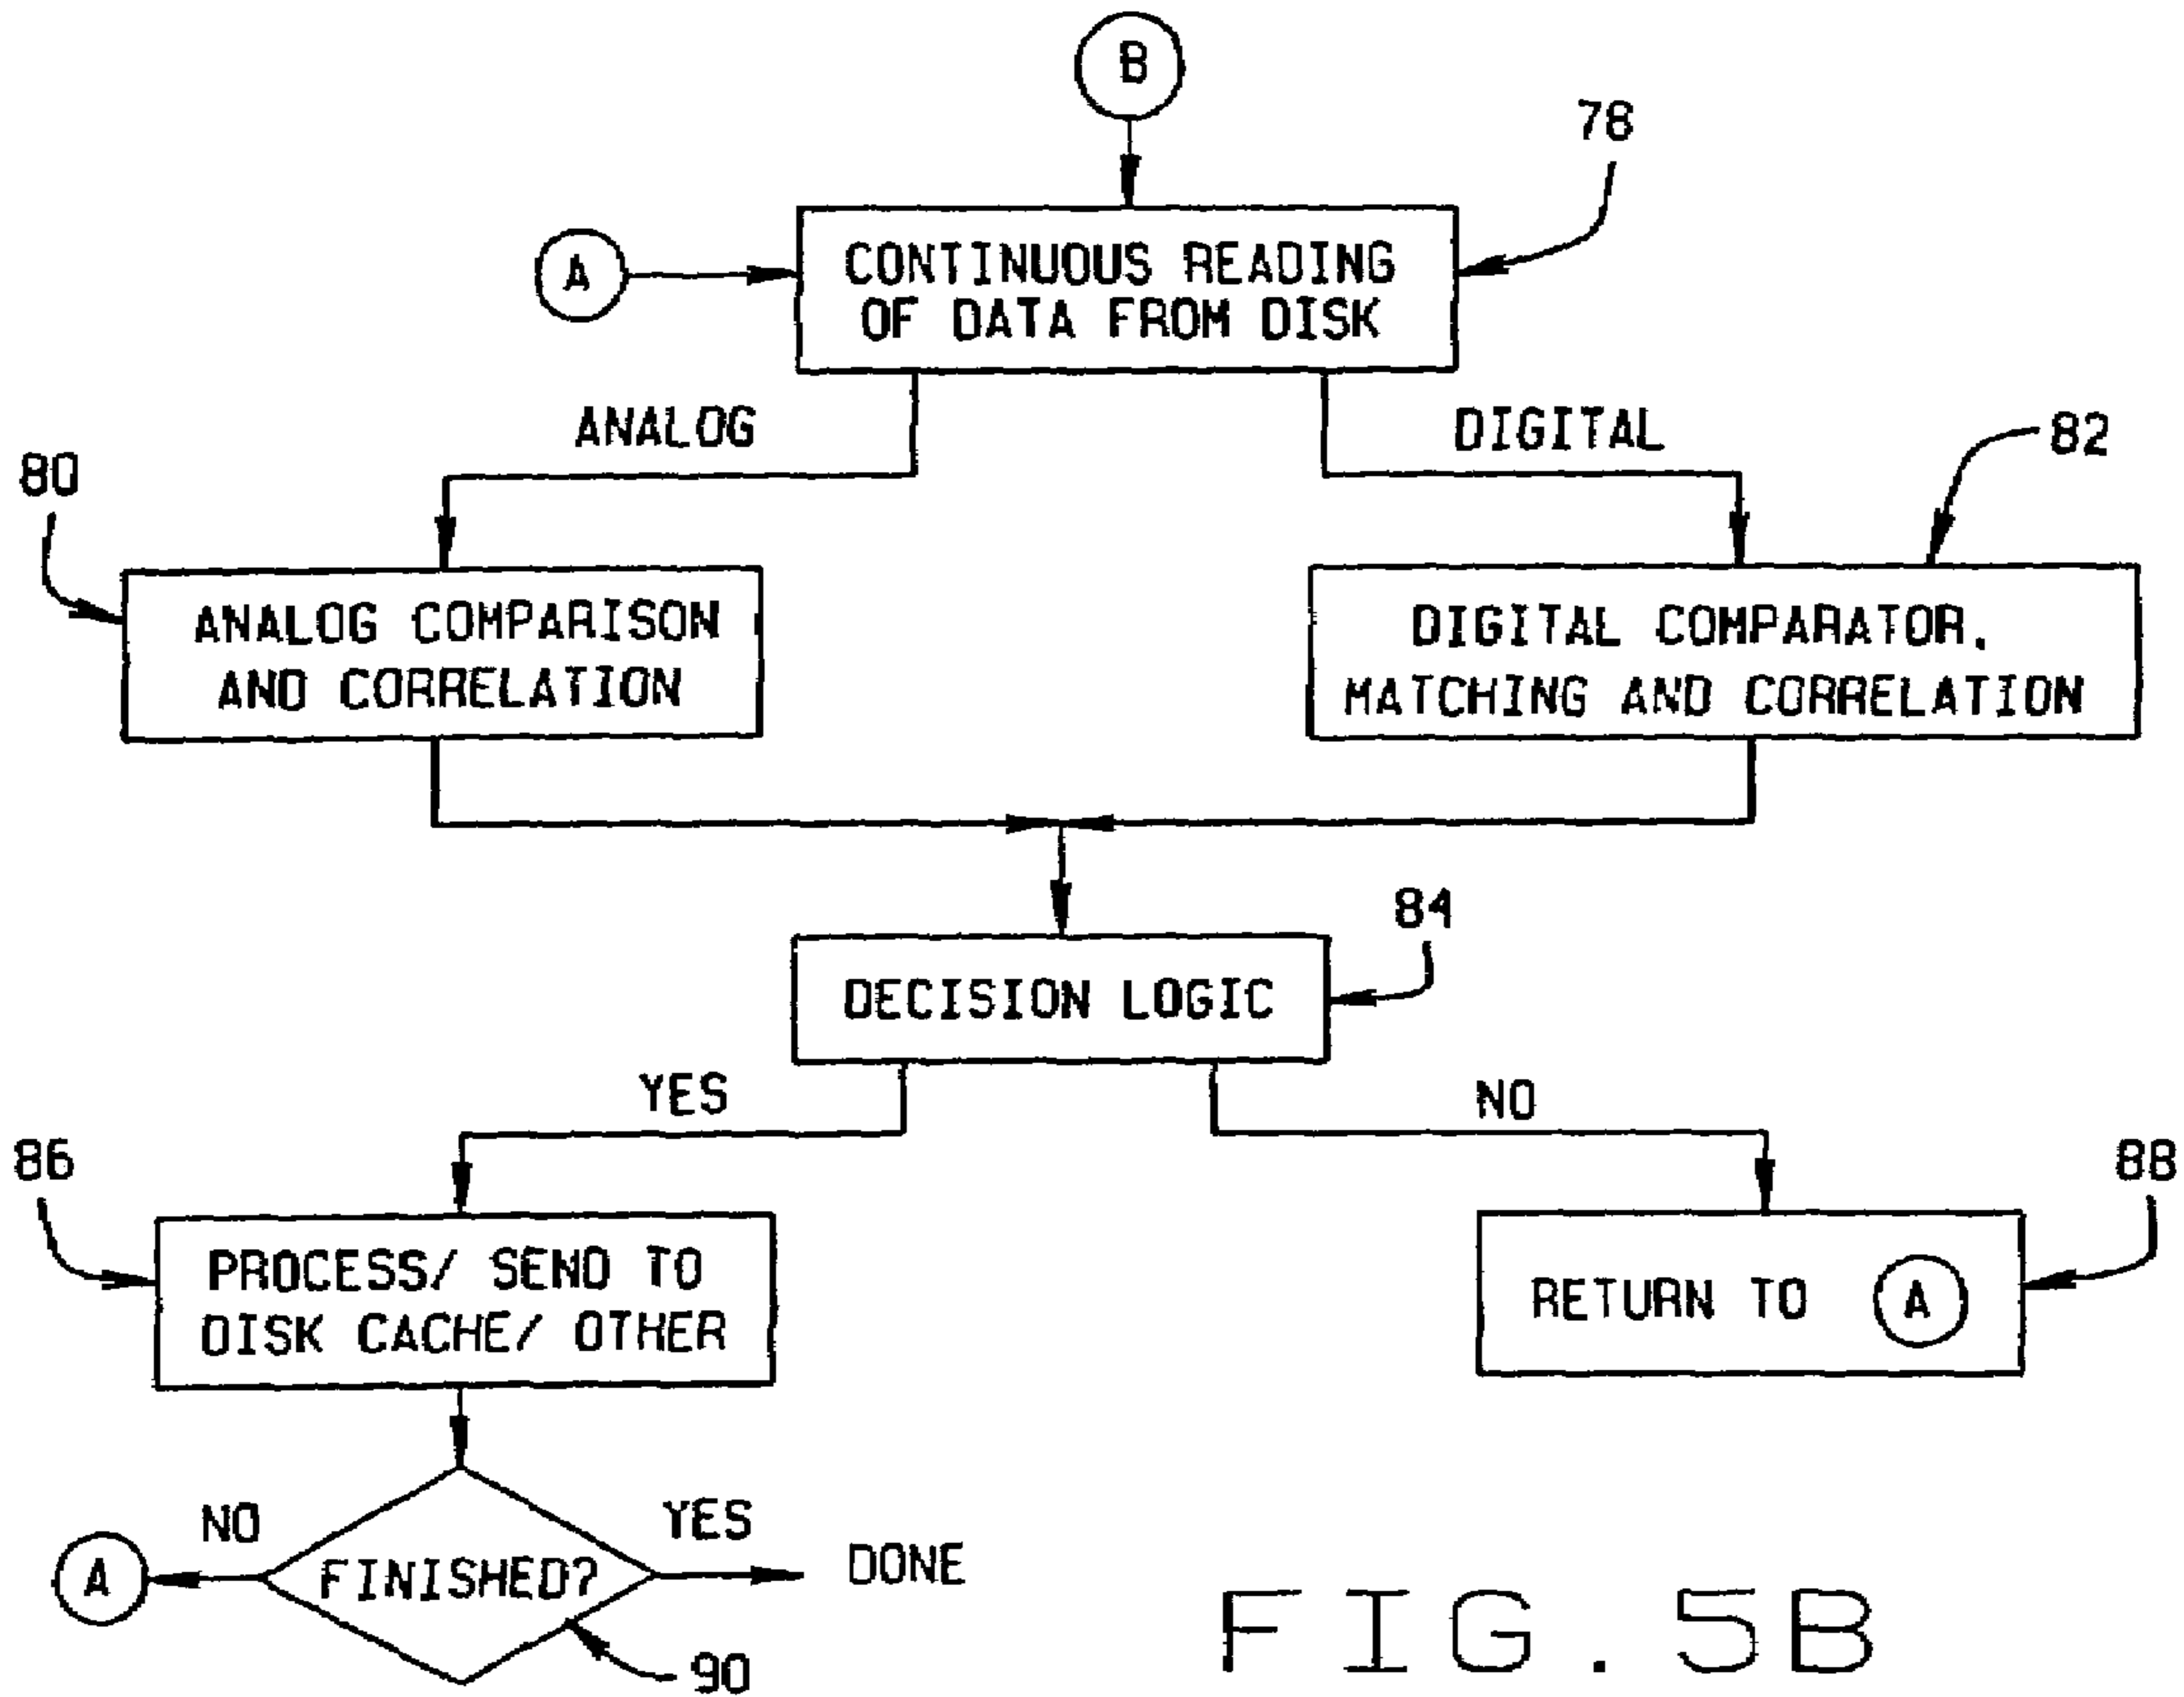 B
78
A
CONTINUOUS READING
OF DATA FROM DISK
ANALOG
DIGITAL
82
80
ANALOG COMPARISON
AND CORRELATION
DIGITAL COMPARATOR,
MATCHING AND CORRELATION
84
DECISION LOGIC
YES
NO
86
88
PROCESS/ SEND TO
DISK CACHE/ OTHER
RETURN TO A
NO
YES
A
FINISHED?
DONE
90
FIG. 5B